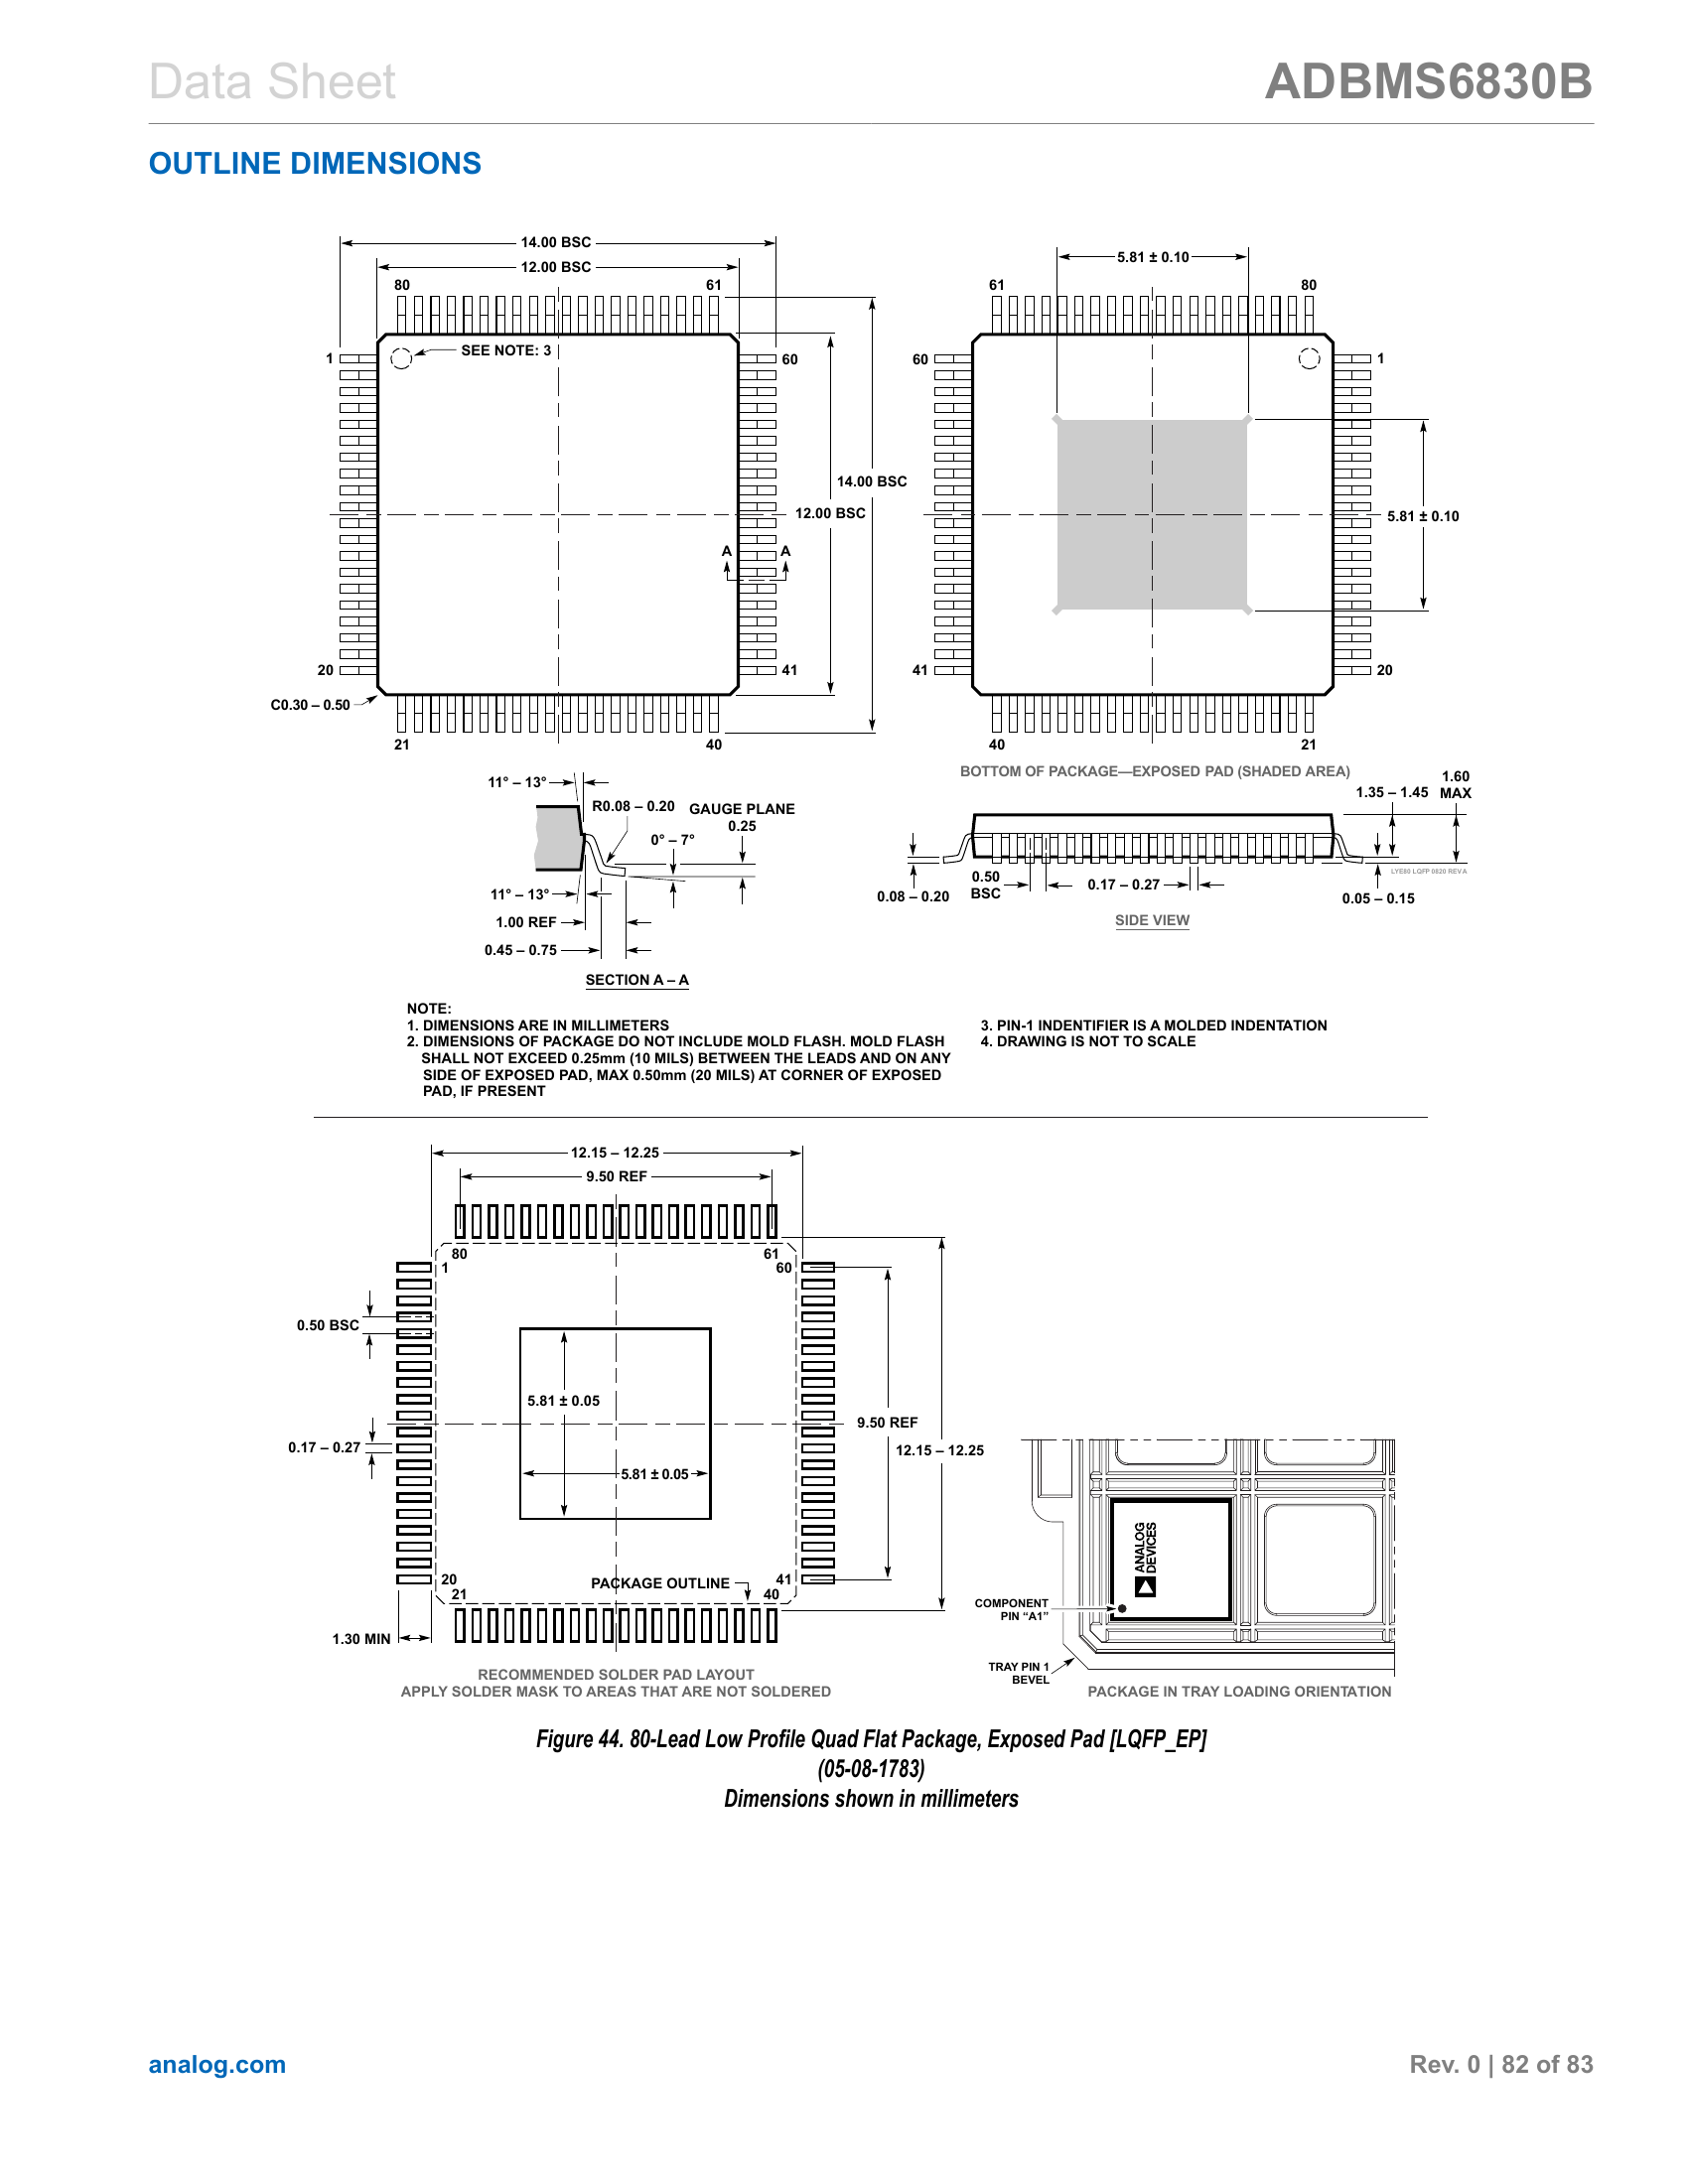 Data Sheet
ADBMS6830B
OUTLINE DIMENSIONS
14.00 BSC
12.00 BSC
80
61
1
SEE NOTE: 3
60
14.00 BSC
12.00 BSC
A
A
20
41
C0.30 – 0.50
21
40
5.81 ± 0.10
61
80
60
1
5.81 ± 0.10
41
20
40
21
BOTTOM OF PACKAGE—EXPOSED PAD (SHADED AREA)
11° – 13°
R0.08 – 0.20
GAUGE PLANE
0.25
0° – 7°
11° – 13°
1.00 REF
0.45 – 0.75
SECTION A – A
1.60
MAX
1.35 – 1.45
LYE80 LQFP 0820 REV A
0.08 – 0.20
0.50
BSC
0.17 – 0.27
0.05 – 0.15
SIDE VIEW
NOTE:
1. DIMENSIONS ARE IN MILLIMETERS
2. DIMENSIONS OF PACKAGE DO NOT INCLUDE MOLD FLASH. MOLD FLASH
SHALL NOT EXCEED 0.25mm (10 MILS) BETWEEN THE LEADS AND ON ANY
SIDE OF EXPOSED PAD, MAX 0.50mm (20 MILS) AT CORNER OF EXPOSED
PAD, IF PRESENT
3. PIN-1 INDENTIFIER IS A MOLDED INDENTATION
4. DRAWING IS NOT TO SCALE
12.15 – 12.25
9.50 REF
80
61
1
60
0.50 BSC
5.81 ± 0.05
9.50 REF
0.17 – 0.27
12.15 – 12.25
5.81 ± 0.05
20
PACKAGE OUTLINE
41
21
40
1.30 MIN
RECOMMENDED SOLDER PAD LAYOUT
APPLY SOLDER MASK TO AREAS THAT ARE NOT SOLDERED
ANALOG
DEVICES
COMPONENT
PIN “A1”
TRAY PIN 1
BEVEL
PACKAGE IN TRAY LOADING ORIENTATION
Figure 44. 80-Lead Low Profile Quad Flat Package, Exposed Pad [LQFP_EP]
(05-08-1783)
Dimensions shown in millimeters
analog.com
Rev. 0 | 82 of 83